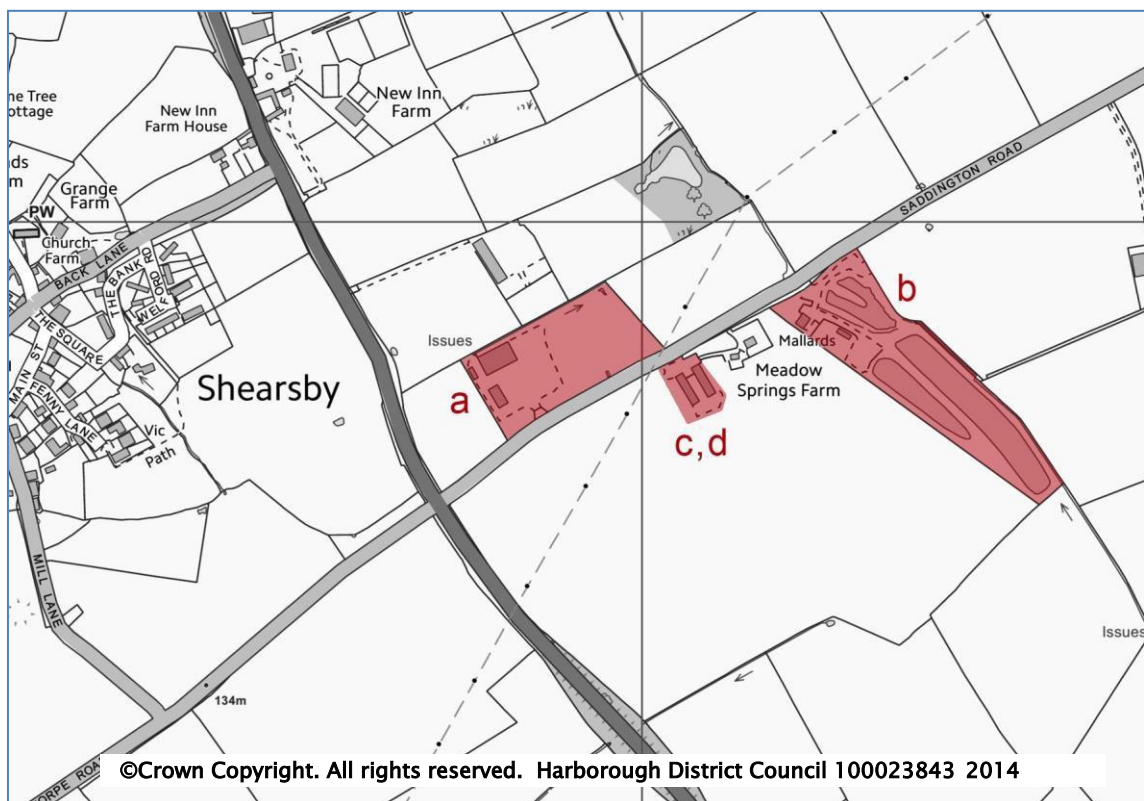 ne Tree
ottage
New Inn
Farm House
New Inn
Farm
ds
m
Grange
Farm
PW
Church
Farm
BACK LANE
THE BANK
RD
WELFORD
THE SQUARE
MAIN ST
FENNY LANE
Vic
Path
MILL LANE
Shearsby
Issues
a
SADDINGTON ROAD
b
Mallards
Meadow
Springs Farm
c,d
Issues
134m
ORPE ROA
©Crown Copyright. All rights reserved. Harborough District Council 100023843 2014